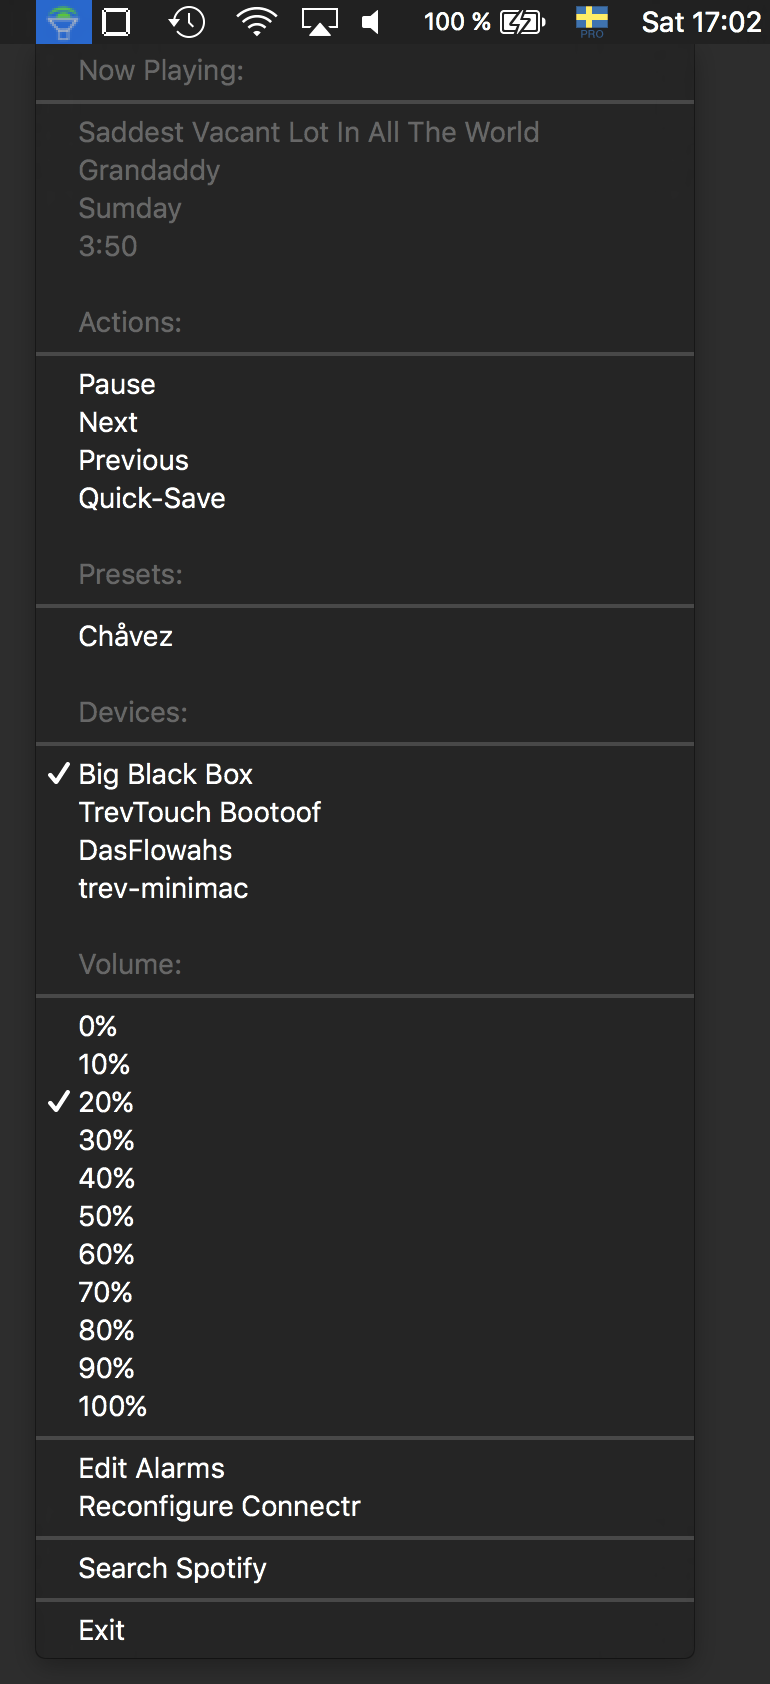 100 % PRO Sat 17:02
Now Playing:
Saddest Vacant Lot In All The World
Grandaddy
Sumday
3:50
Actions:
Pause
Next
Previous
Quick-Save
Presets:
Chåvez
Devices:
✓ Big Black Box
TrevTouch Bootoof
DasFlowahs
trev-minimac
Volume:
0%
10%
✓ 20%
30%
40%
50%
60%
70%
80%
90%
100%
Edit Alarms
Reconfigure Connectr
Search Spotify
Exit